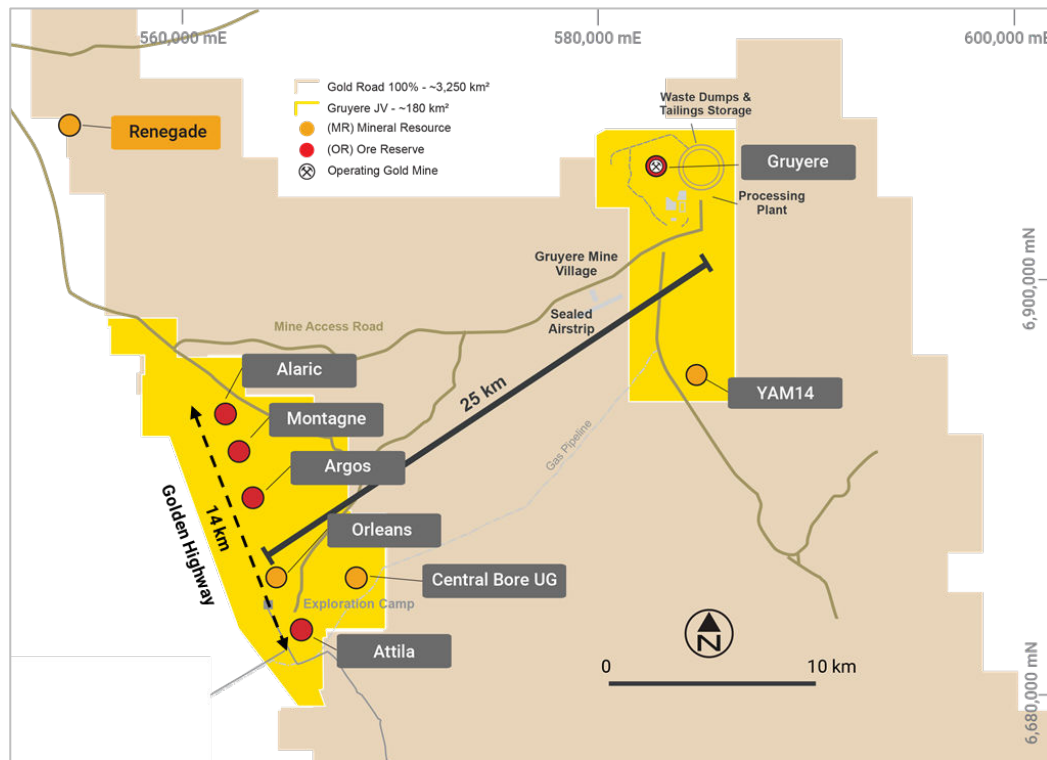 560,000 mE
580,000 mE
600,000 mE
Gold Road 100% - ~3,250 km²
Gruyere JV - ~180 km²
(MR) Mineral Resource
(OR) Ore Reserve
Operating Gold Mine
Renegade
Waste Dumps &
Tailings Storage
Gruyere
Processing
Plant
Gruyere Mine
Village
Sealed
Airstrip
6,900,000 mN
Mine Access Road
Alaric
Montagne
Argos
25 km
YAM14
Gas Pipeline
Golden Highway
14 km
Orleans
Central Bore UG
Exploration Camp
Attila
N
0
10 km
6,680,000 mN